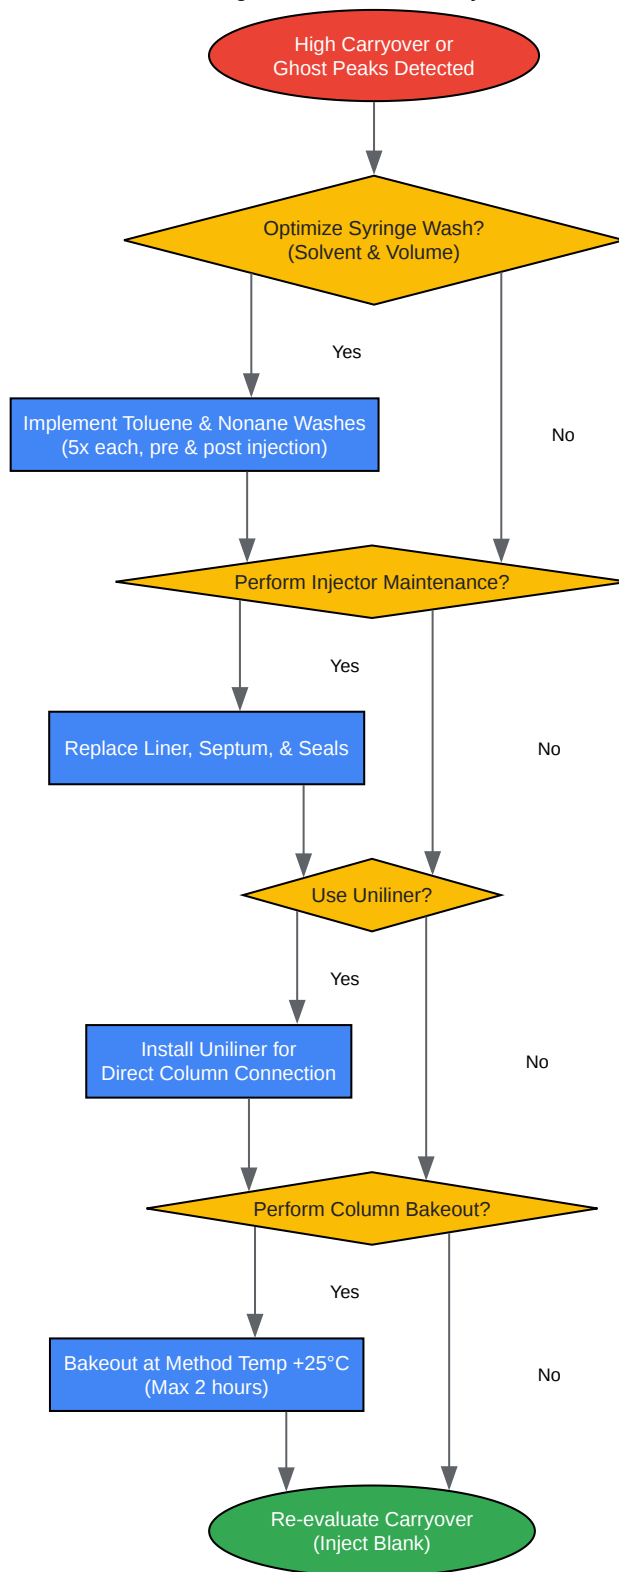 High Carryover or
Ghost Peaks Detected
Optimize Syringe Wash?
(Solvent & Volume)
Yes
Implement Toluene & Nonane Washes
(5x each, pre & post injection)
No
Perform Injector Maintenance?
Yes
Replace Liner, Septum, & Seals
No
Use Uniliner?
Yes
Install Uniliner for
Direct Column Connection
No
Perform Column Bakeout?
Yes
Bakeout at Method Temp +25°C
(Max 2 hours)
No
Re-evaluate Carryover
(Inject Blank)